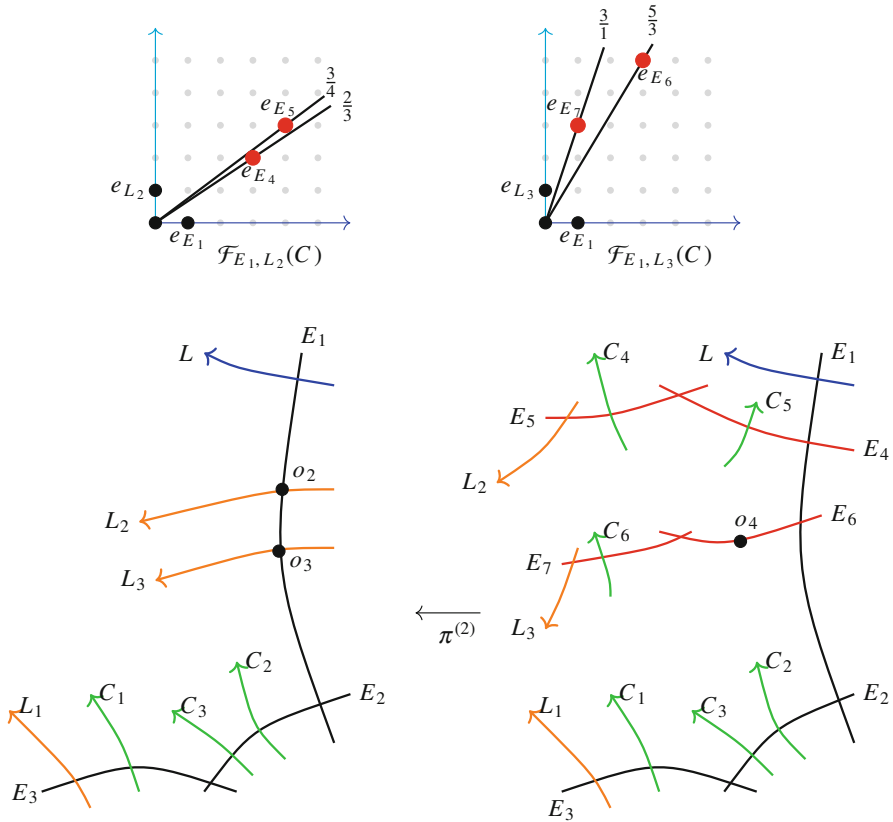 3/4
2/3
e_{E_5}
e_{E_4}
e_{L_2}
e_{E_1}
ℱ_{E_1, L_2}(C)
3/1
5/3
e_{E_6}
e_{E_7}
e_{L_3}
e_{E_1}
ℱ_{E_1, L_3}(C)
L
E_1
o_2
L_2
o_3
L_3
C_2
C_1
C_3
L_1
E_2
E_3
π^{(2)}
C_4
L
E_1
C_5
E_5
E_4
L_2
E_6
o_4
C_6
E_7
L_3
C_2
C_1
C_3
L_1
E_2
E_3